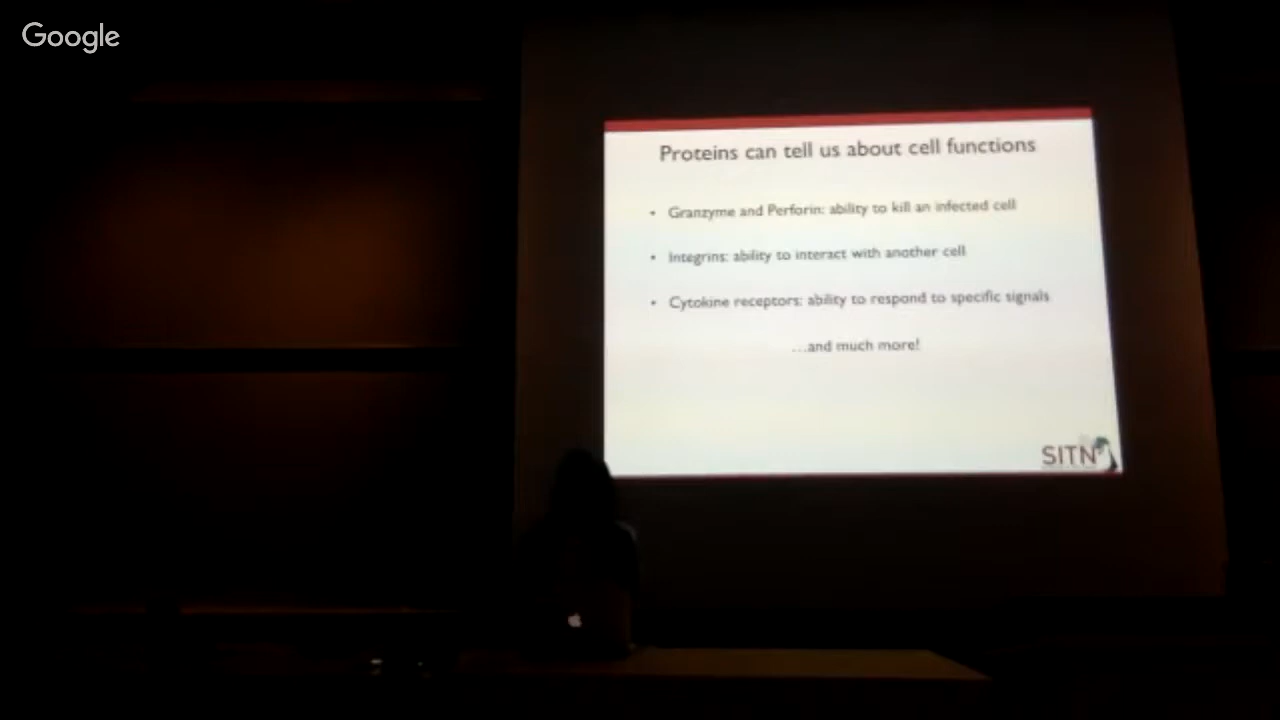 Google
Proteins can tell us about cell functions
• Granzyme and Perforin: ability to kill an infected cell
• Integrins: ability to interact with another cell
• Cytokine receptors: ability to respond to specific signals
...and much more!
SITN